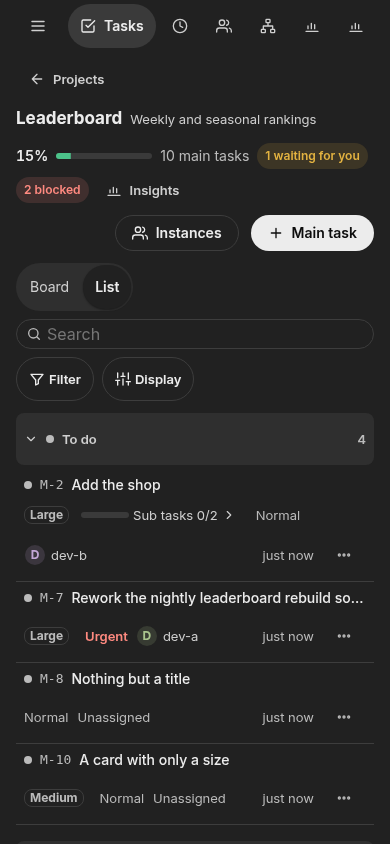 Tasks
Projects
Leaderboard Weekly and seasonal rankings
15% 10 main tasks 1 waiting for you
2 blocked Insights
Instances Main task
Board List
Search
Filter Display
To do 4
M-2 Add the shop
Large Sub tasks 0/2 Normal
D dev-b just now
M-7 Rework the nightly leaderboard rebuild so...
Large Urgent D dev-a just now
M-8 Nothing but a title
Normal Unassigned just now
M-10 A card with only a size
Medium Normal Unassigned just now